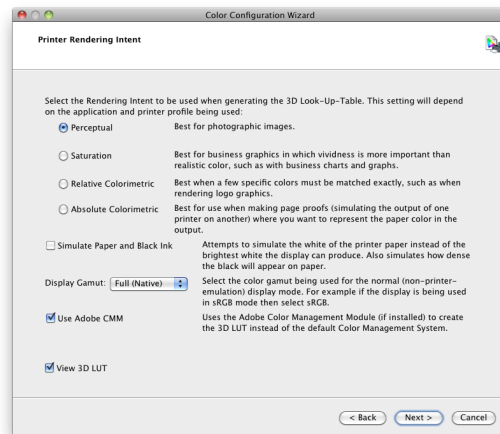 Color Configuration Wizard
Printer Rendering Intent
Select the Rendering Intent to be used when generating the 3D Look-Up-Table. This setting will depend
on the application and printer profile being used:
Perceptual
Best for photographic images.
Saturation
Best for business graphics in which vividness is more important than
realistic color, such as with business charts and graphs.
Relative Colorimetric
Best when a few specific colors must be matched exactly, such as when
rendering logo graphics.
Absolute Colorimetric
Best for use when making page proofs (simulating the output of one
printer on another) where you want to represent the paper color in the
output.
Simulate Paper and Black Ink
Attempts to simulate the white of the printer paper instead of the
brightest white the display can produce. Also simulates how dense
the black will appear on paper.
Display Gamut: Full (Native)
Select the color gamut being used for the normal (non-printer-
emulation) display mode. For example if the display is being used
in sRGB mode then select sRGB.
Use Adobe CMM
Uses the Adobe Color Management Module (if installed) to create
the 3D LUT instead of the default Color Management System.
View 3D LUT
< Back Next > Cancel